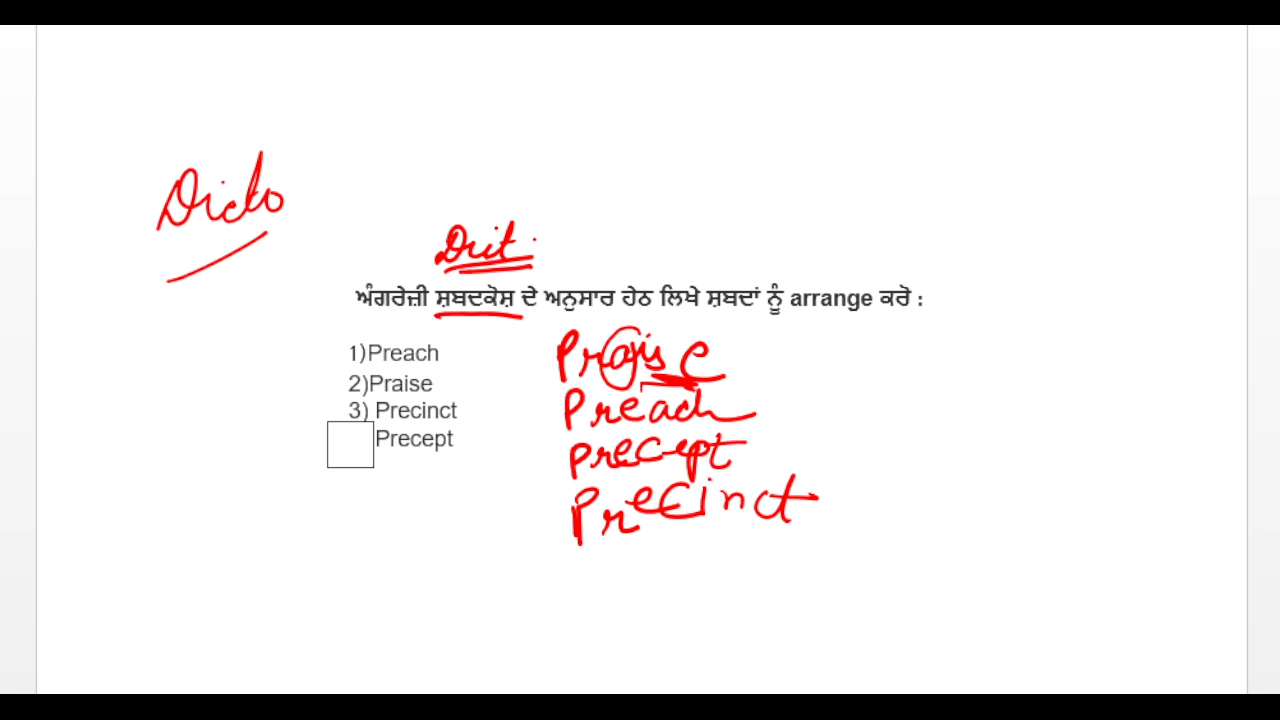 Dicto
Dict.
ਅੰਗਰੇਜ਼ੀ ਸ਼ਬਦਕੋਸ਼ ਦੇ ਅਨੁਸਾਰ ਹੇਠ ਲਿਖੇ ਸ਼ਬਦਾਂ ਨੂੰ arrange ਕਰੋ :
1)Preach
2)Praise
3) Precinct
Precept
Praise
Preach
Precept
Precinct